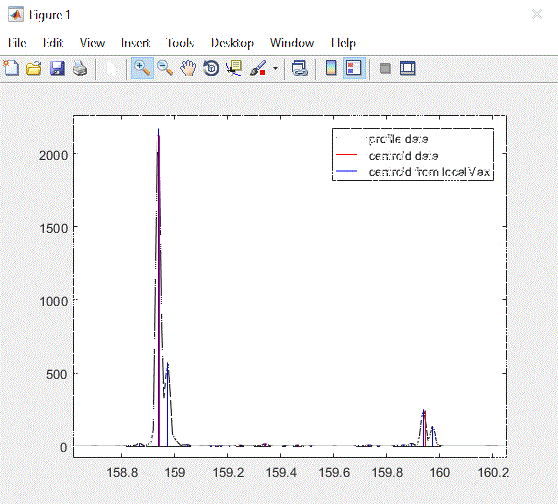 Figure 1
File Edit View Insert Tools Desktop Window Help
profile data
centroid data
centroid from localMax
2000
1500
1000
500
0
158.8 159 159.2 159.4 159.6 159.8 160 160.2